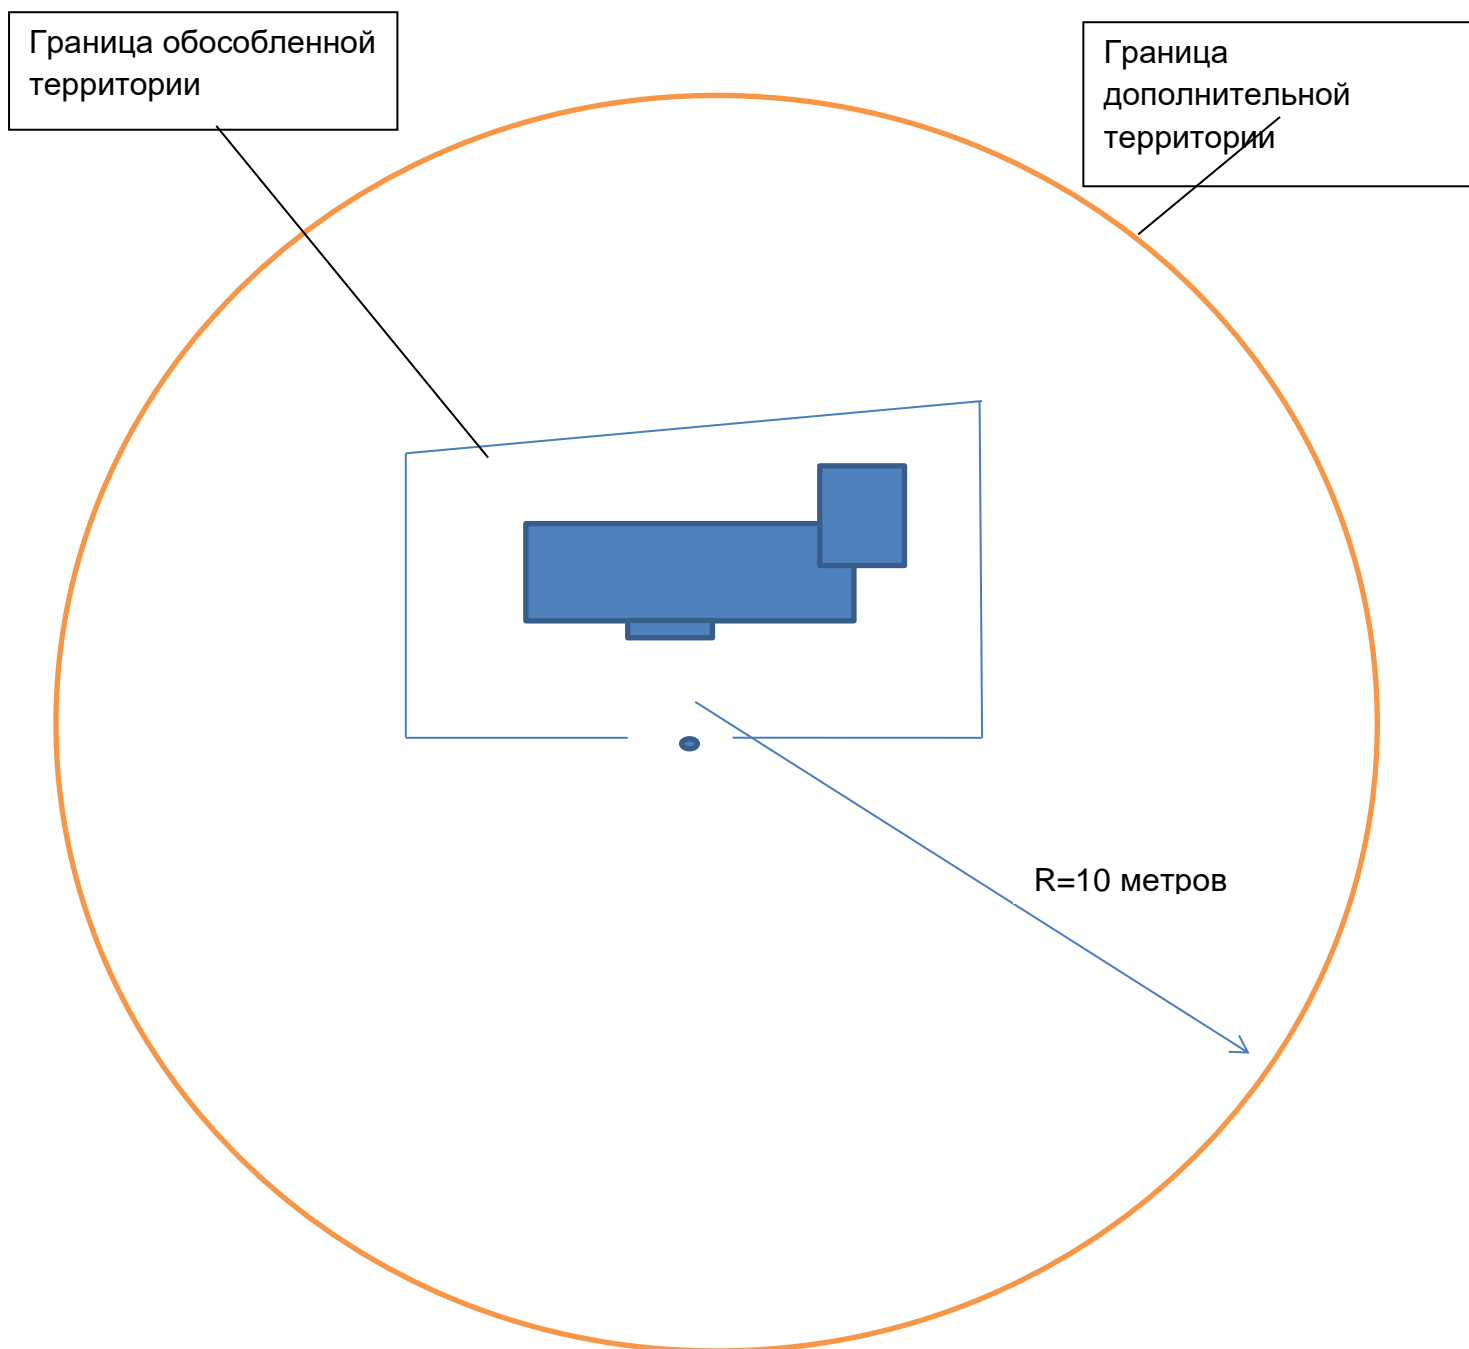 Граница обособленной
территории
Граница
дополнительной
территории
R=10 метров